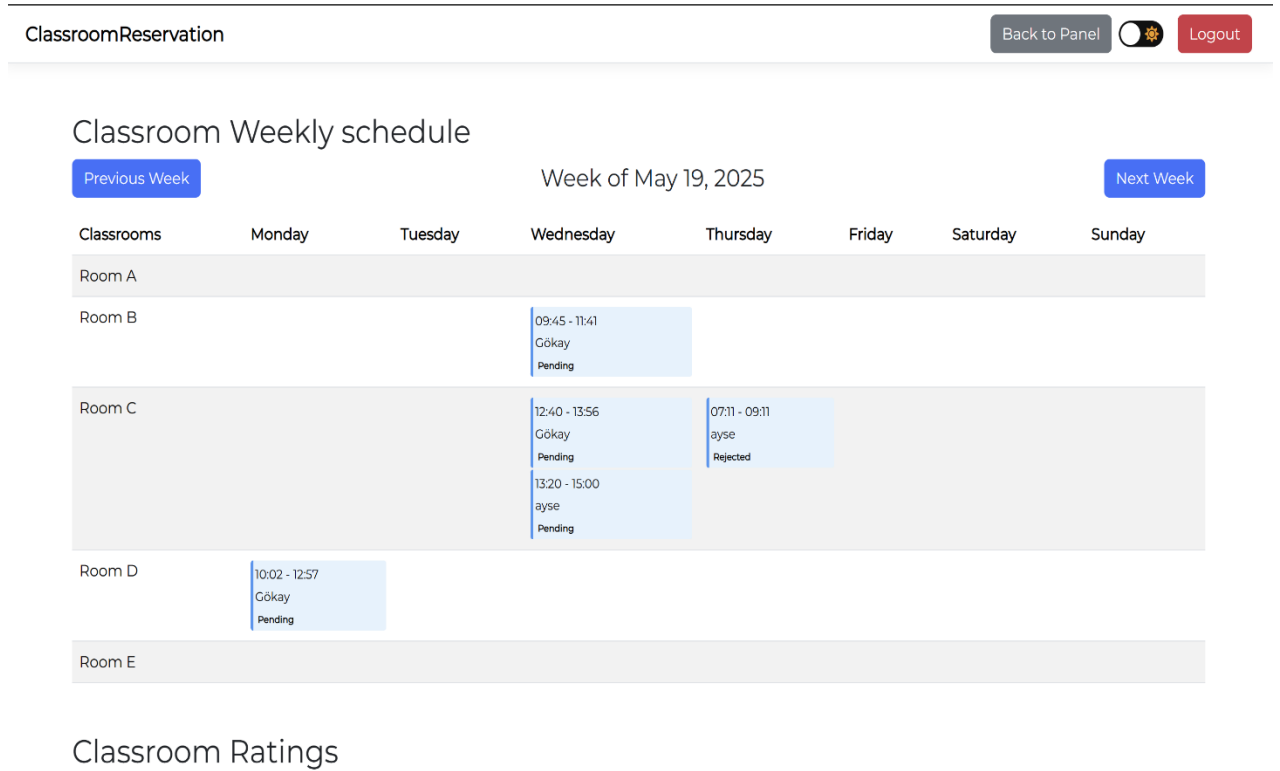 ClassroomReservation Back to Panel Logout
Classroom Weekly schedule
Previous Week Week of May 19, 2025 Next Week
Classrooms Monday Tuesday Wednesday Thursday Friday Saturday Sunday
Room A
Room B
09:45 - 11:41
Gökay
Pending
Room C
12:40 - 13:56
Gökay
Pending
13:20 - 15:00
ayse
Pending
07:11 - 09:11
ayse
Rejected
Room D
10:02 - 12:57
Gökay
Pending
Room E
Classroom Ratings